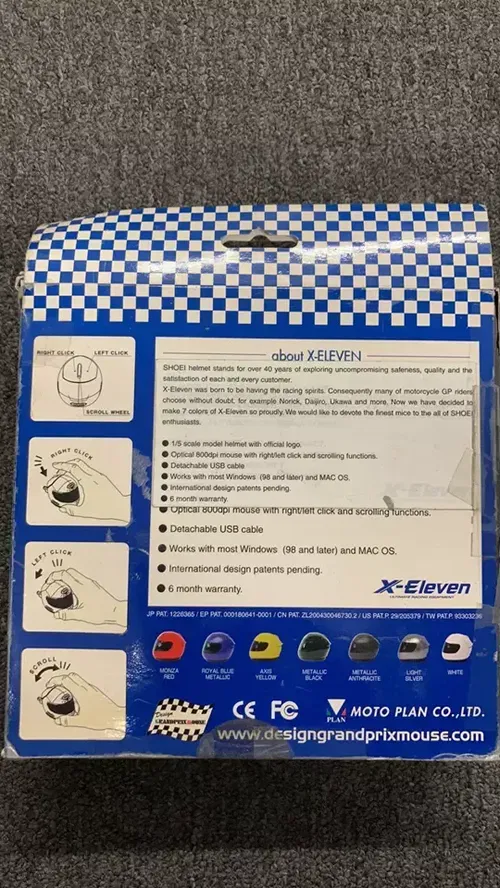 RIGHT CLICK LEFT CLICK
SCROLL WHEEL
RIGHT CLICK
LEFT CLICK
SCROLL
about X-ELEVEN
SHOEI helmet stands for over 40 years of exploring uncompromising safeness, quality and the
satisfaction of each and every customer.
X-Eleven was born to be having the racing spirits. Consequently many of motorcycle GP riders
choose without doubt, for example Norick, Daijiro, Ukawa and more. Now we have decided to
make 7 colors of X-Eleven so proudly. We would like to devote the finest mice to the all of SHOEI
enthusiasts.
● 1/5 scale model helmet with official logo.
● Optical 800dpi mouse with right/left click and scrolling functions.
● Detachable USB cable
● Works with most Windows (98 and later) and MAC OS.
● International design patents pending.
● 6 month warranty.
● Optical 800dpi mouse with right/left click and scrolling functions.
● Detachable USB cable
● Works with most Windows (98 and later) and MAC OS.
● International design patents pending.
● 6 month warranty.
X-Eleven
ULTIMATE RACING EQUIPMENT
JP PAT. 1228365 / EP PAT. 000180641-0001 / CN PAT. ZL200430046730.2 / US PAT.P. 29/205379 / TW PAT.P. 93303236
MONZA RED
ROYAL BLUE METALLIC
AXIS YELLOW
METALLIC BLACK
METALLIC ANTHRACITE
LIGHT SILVER
WHITE
Design
GRANDPRIXMOUSE
CE FC
PLAN
MOTO PLAN CO.,LTD.
www.designgrandprixmouse.com